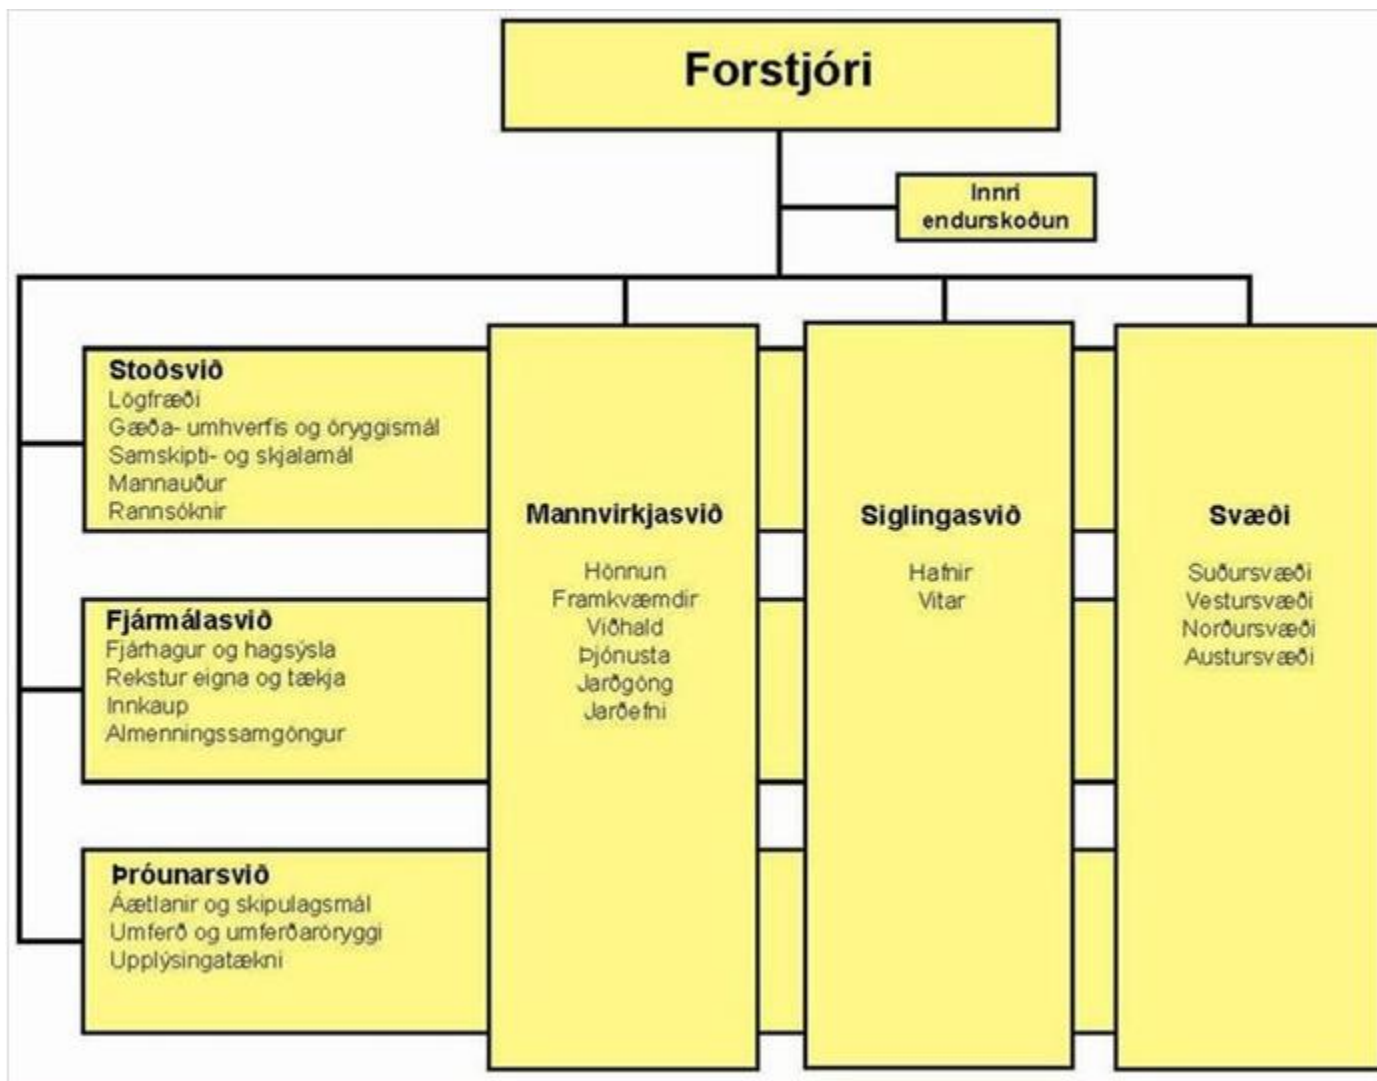 Forstjóri
Innri
endurskoðun
Stoðsvið
Lögfræði
Gæða- umhverfis og öryggismál
Samskipti- og skjalamál
Mannauður
Rannsóknir
Fjármálasvið
Fjárhagur og hagsýsla
Rekstur eigna og tækja
Innkaup
Almenningssamgöngur
Þróunarsvið
Áætlanir og skipulagsmál
Umferð og umferðaröryggi
Upplýsingatækni
Mannvirkjasvið
Hönnun
Framkvæmdir
Viðhald
Þjónusta
Jarðgöng
Jarðefni
Siglingasvið
Hafnir
Vitar
Svæði
Suðursvæði
Vestursvæði
Norðursvæði
Austursvæði